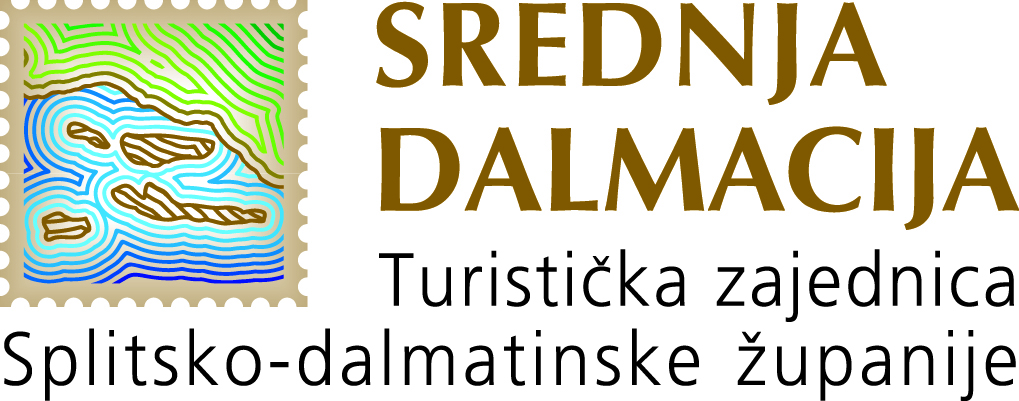 SREDNJA
DALMACIJA
Turistička zajednica
Splitsko-dalmatinske županije